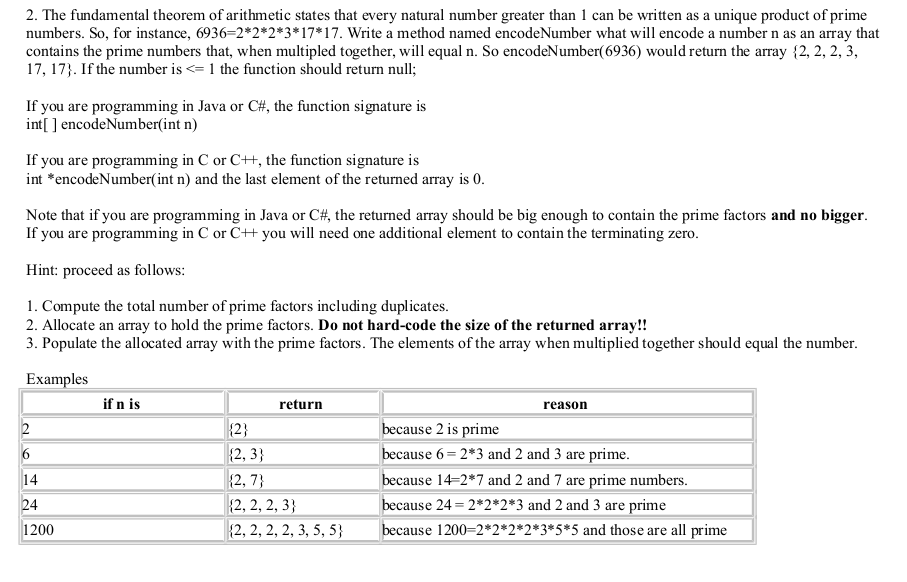 2. The fundamental theorem of arithmetic states that every natural number greater than 1 can be written as a unique product of prime
numbers. So, for instance, 6936=2*2*2*3*17*17. Write a method named encodeNumber what will encode a number n as an array that
contains the prime numbers that, when multipled together, will equal n. So encodeNumber(6936) would return the array {2, 2, 2, 3,
17, 17}. If the number is <= 1 the function should return null;
If you are programming in Java or C#, the function signature is
int[ ] encodeNumber(int n)
If you are programming in C or C++, the function signature is
int *encodeNumber(int n) and the last element of the returned array is 0.
Note that if you are programming in Java or C#, the returned array should be big enough to contain the prime factors and no bigger.
If you are programming in C or C++ you will need one additional element to contain the terminating zero.
Hint: proceed as follows:
1. Compute the total number of prime factors including duplicates.
2. Allocate an array to hold the prime factors. Do not hard-code the size of the returned array!!
3. Populate the allocated array with the prime factors. The elements of the array when multiplied together should equal the number.
Examples
if n is return reason
2 {2} because 2 is prime
6 {2, 3} because 6 = 2*3 and 2 and 3 are prime.
14 {2, 7} because 14=2*7 and 2 and 7 are prime numbers.
24 {2, 2, 2, 3} because 24 = 2*2*2*3 and 2 and 3 are prime
1200 {2, 2, 2, 2, 3, 5, 5} because 1200=2*2*2*2*3*5*5 and those are all prime